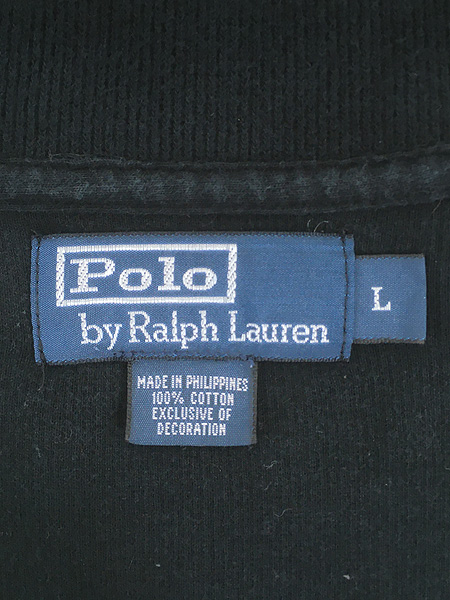 Polo
by Ralph Lauren
L
MADE IN PHILIPPINES
100% COTTON
EXCLUSIVE OF
DECORATION